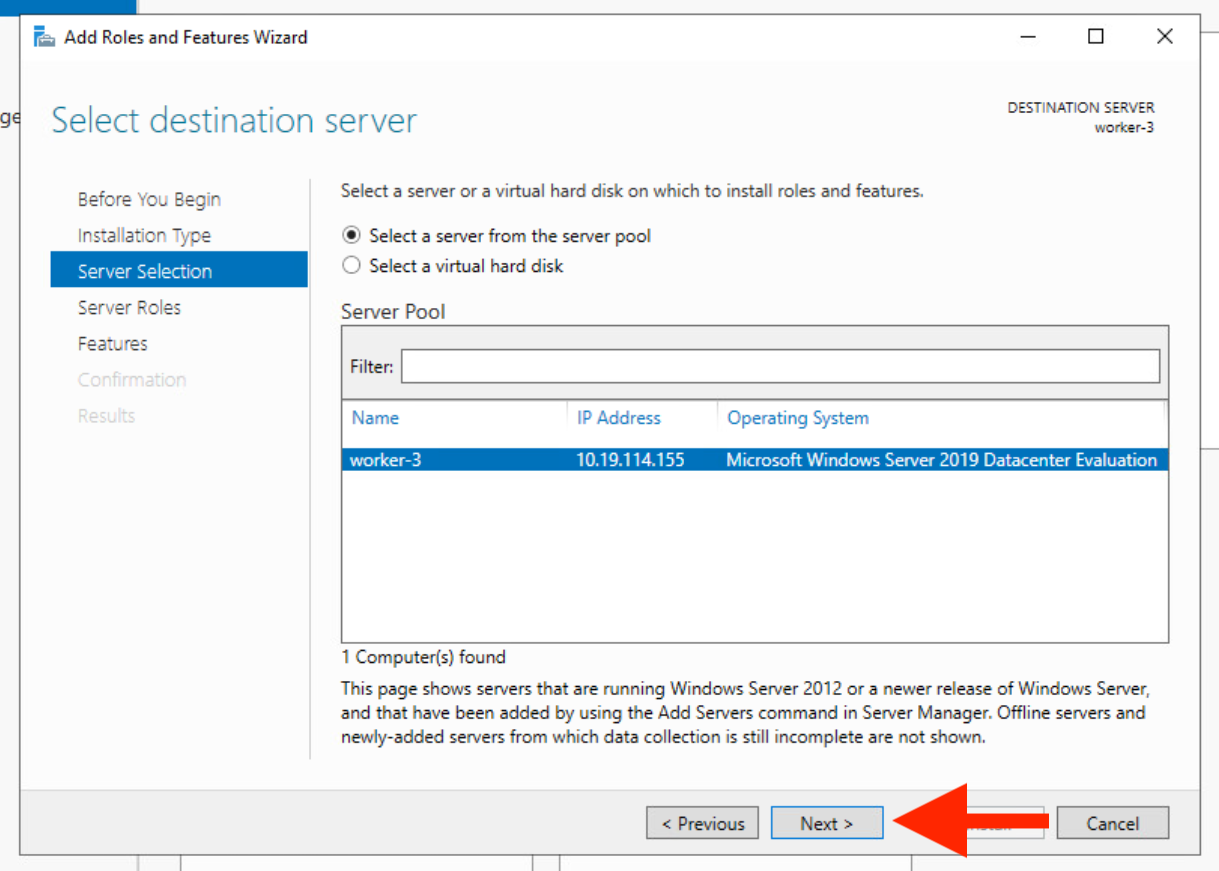 Add Roles and Features Wizard
ge
Select destination server
DESTINATION SERVER
worker-3
Before You Begin
Installation Type
Server Selection
Server Roles
Features
Confirmation
Results
Select a server or a virtual hard disk on which to install roles and features.
Select a server from the server pool
Select a virtual hard disk
Server Pool
Filter:
Name IP Address Operating System
worker-3 10.19.114.155 Microsoft Windows Server 2019 Datacenter Evaluation
1 Computer(s) found
This page shows servers that are running Windows Server 2012 or a newer release of Windows Server,
and that have been added by using the Add Servers command in Server Manager. Offline servers and
newly-added servers from which data collection is still incomplete are not shown.
< Previous Next > Cancel